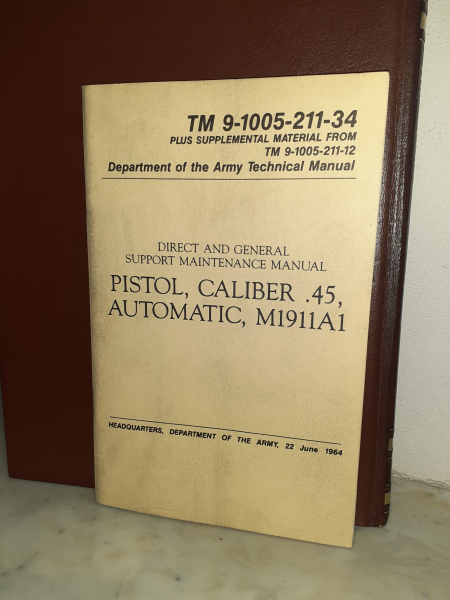 TM 9-1005-211-34
PLUS SUPPLEMENTAL MATERIAL FROM
TM 9-1005-211-12
Department of the Army Technical Manual
DIRECT AND GENERAL
SUPPORT MAINTENANCE MANUAL
PISTOL, CALIBER .45,
AUTOMATIC, M1911A1
HEADQUARTERS, DEPARTMENT OF THE ARMY, 22 June 1964